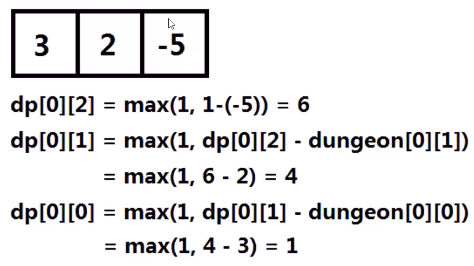 3 2 -5
dp[0][2] = max(1, 1-(-5)) = 6
dp[0][1] = max(1, dp[0][2] - dungeon[0][1])
= max(1, 6 - 2) = 4
dp[0][0] = max(1, dp[0][1] - dungeon[0][0])
= max(1, 4 - 3) = 1